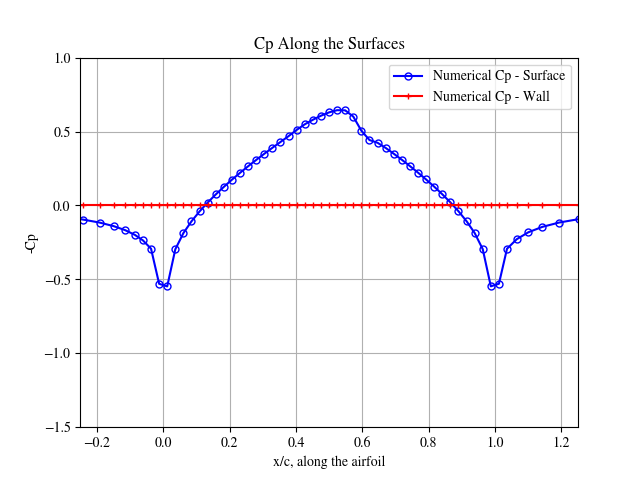 Cp Along the Surfaces
Numerical Cp - Surface
Numerical Cp - Wall
1.0
0.5
0.0
−0.5
−1.0
−1.5
-Cp
−0.2 0.0 0.2 0.4 0.6 0.8 1.0 1.2
x/c, along the airfoil